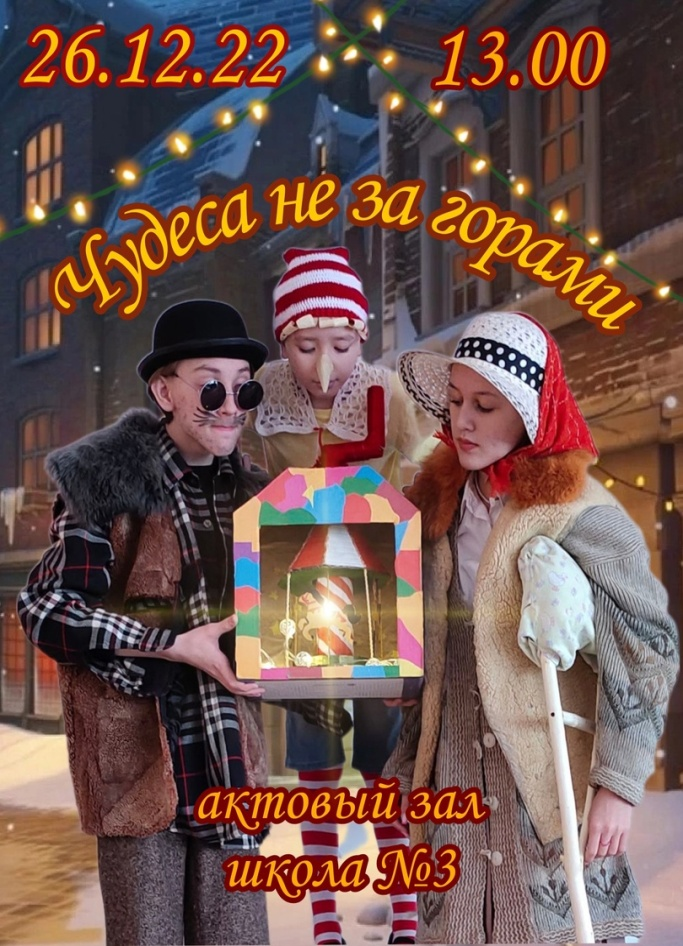 26.12.22 13.00
Чудеса не за горами
актовый зал
школа №3